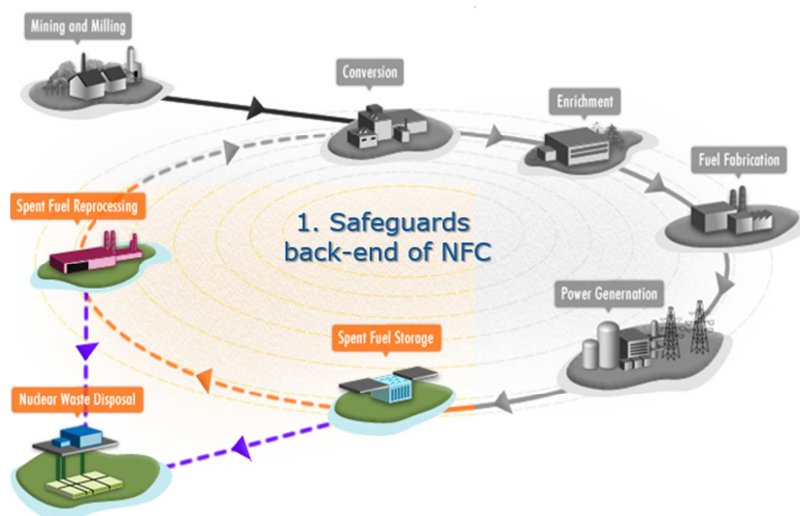 Mining and Milling
Conversion
Enrichment
Fuel Fabrication
Spent Fuel Reprocessing
1. Safeguards
back-end of NFC
Power Genernation
Spent Fuel Storage
Nuclear Waste Disposal